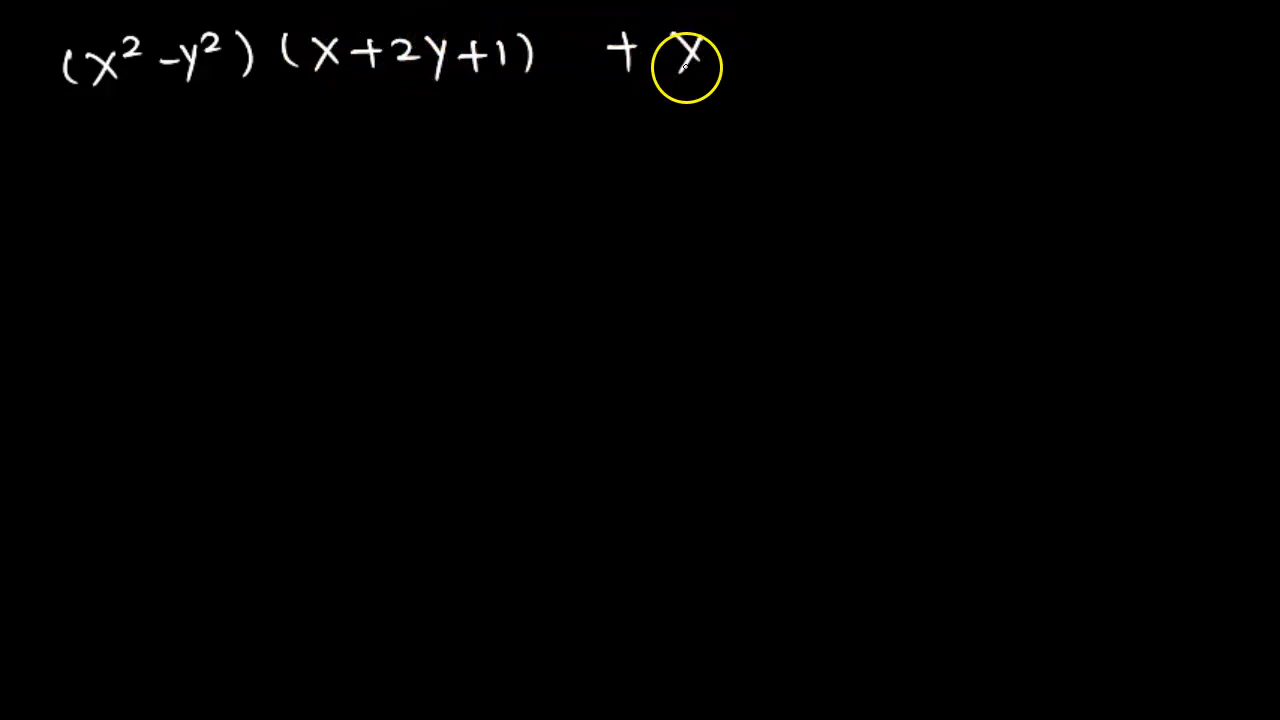 (x² - y²) (x + 2y + 1) + x